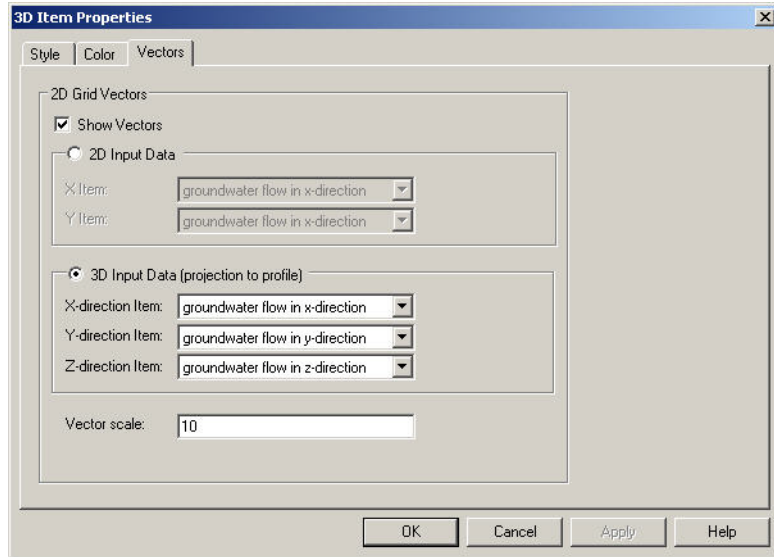 3D Item Properties
Style Color Vectors
2D Grid Vectors
Show Vectors
2D Input Data
X Item: groundwater flow in x-direction
Y Item: groundwater flow in x-direction
3D Input Data (projection to profile)
X-direction Item: groundwater flow in x-direction
Y-direction Item: groundwater flow in y-direction
Z-direction Item: groundwater flow in z-direction
Vector scale: 10
OK Cancel Apply Help